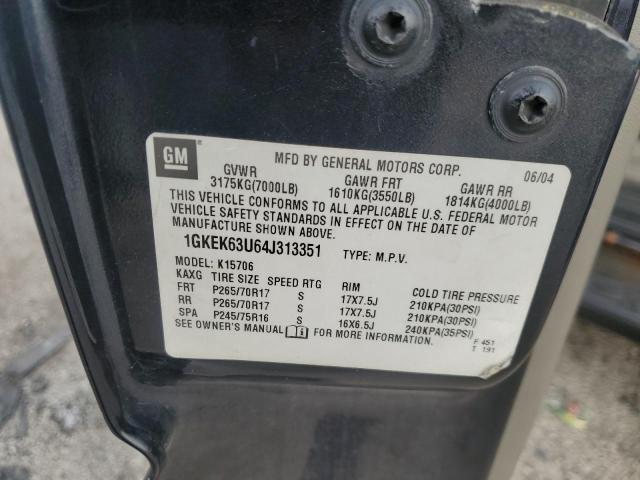 GM
MFD BY GENERAL MOTORS CORP. 06/04
GVWR GAWR FRT GAWR RR
3175KG(7000LB) 1610KG(3550LB) 1814KG(4000LB)
THIS VEHICLE CONFORMS TO ALL APPLICABLE U.S. FEDERAL MOTOR
VEHICLE SAFETY STANDARDS IN EFFECT ON THE DATE OF
MANUFACTURE SHOWN ABOVE.
1GKEK63U64J313351 TYPE: M.P.V.
MODEL: K15706
KAXG TIRE SIZE SPEED RTG RIM COLD TIRE PRESSURE
FRT P265/70R17 S 17X7.5J 210KPA(30PSI)
RR P265/70R17 S 17X7.5J 210KPA(30PSI)
SPA P245/75R16 S 16X6.5J 240KPA(35PSI)
SEE OWNER'S MANUAL FOR MORE INFORMATION.
F 451
T 191